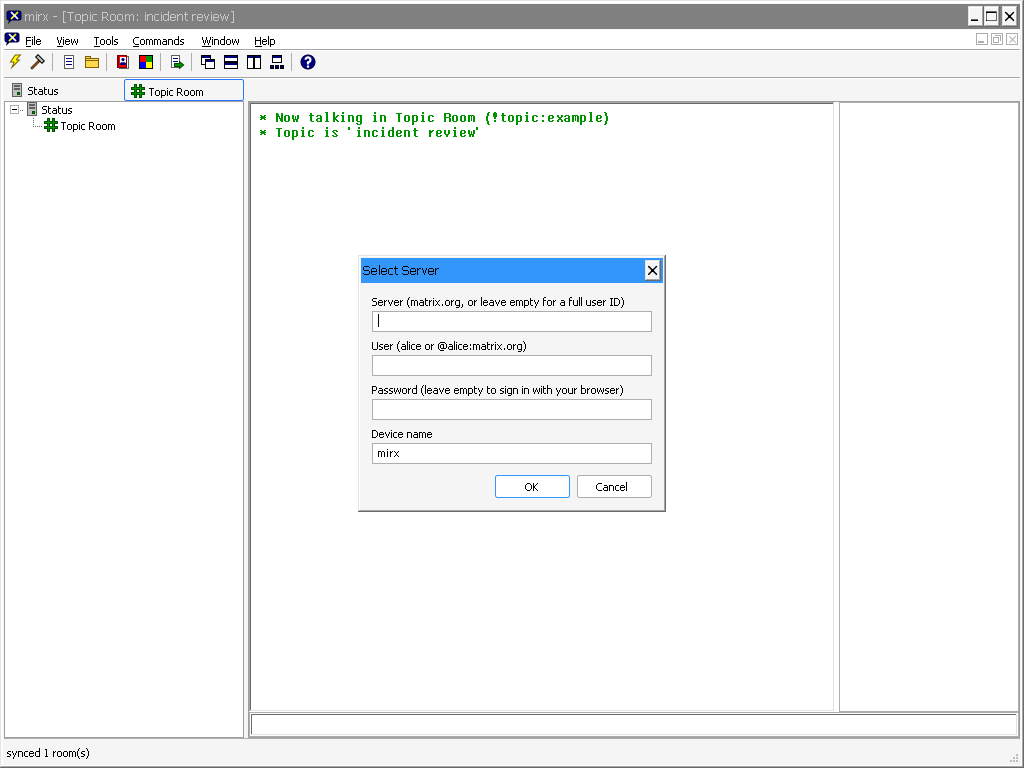 mirx - [Topic Room: incident review]
File View Tools Commands Window Help
Status Topic Room
Status
Topic Room
* Now talking in Topic Room (!topic:example)
* Topic is 'incident review'
Select Server
Server (matrix.org, or leave empty for a full user ID)
User (alice or @alice:matrix.org)
Password (leave empty to sign in with your browser)
Device name
mirx
OK Cancel
synced 1 room(s)